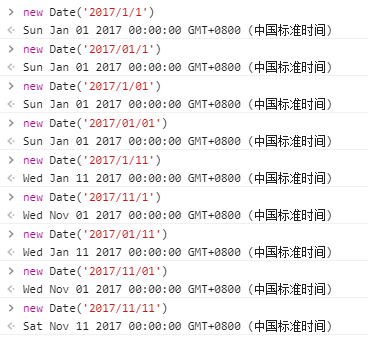 > new Date('2017/1/1')
Sun Jan 01 2017 00:00:00 GMT+0800 (中国标准时间)
> new Date('2017/01/1')
Sun Jan 01 2017 00:00:00 GMT+0800 (中国标准时间)
> new Date('2017/1/01')
Sun Jan 01 2017 00:00:00 GMT+0800 (中国标准时间)
> new Date('2017/01/01')
Sun Jan 01 2017 00:00:00 GMT+0800 (中国标准时间)
> new Date('2017/1/11')
Wed Jan 11 2017 00:00:00 GMT+0800 (中国标准时间)
> new Date('2017/11/1')
Wed Nov 01 2017 00:00:00 GMT+0800 (中国标准时间)
> new Date('2017/01/11')
Wed Jan 11 2017 00:00:00 GMT+0800 (中国标准时间)
> new Date('2017/11/01')
Wed Nov 01 2017 00:00:00 GMT+0800 (中国标准时间)
> new Date('2017/11/11')
Sat Nov 11 2017 00:00:00 GMT+0800 (中国标准时间)